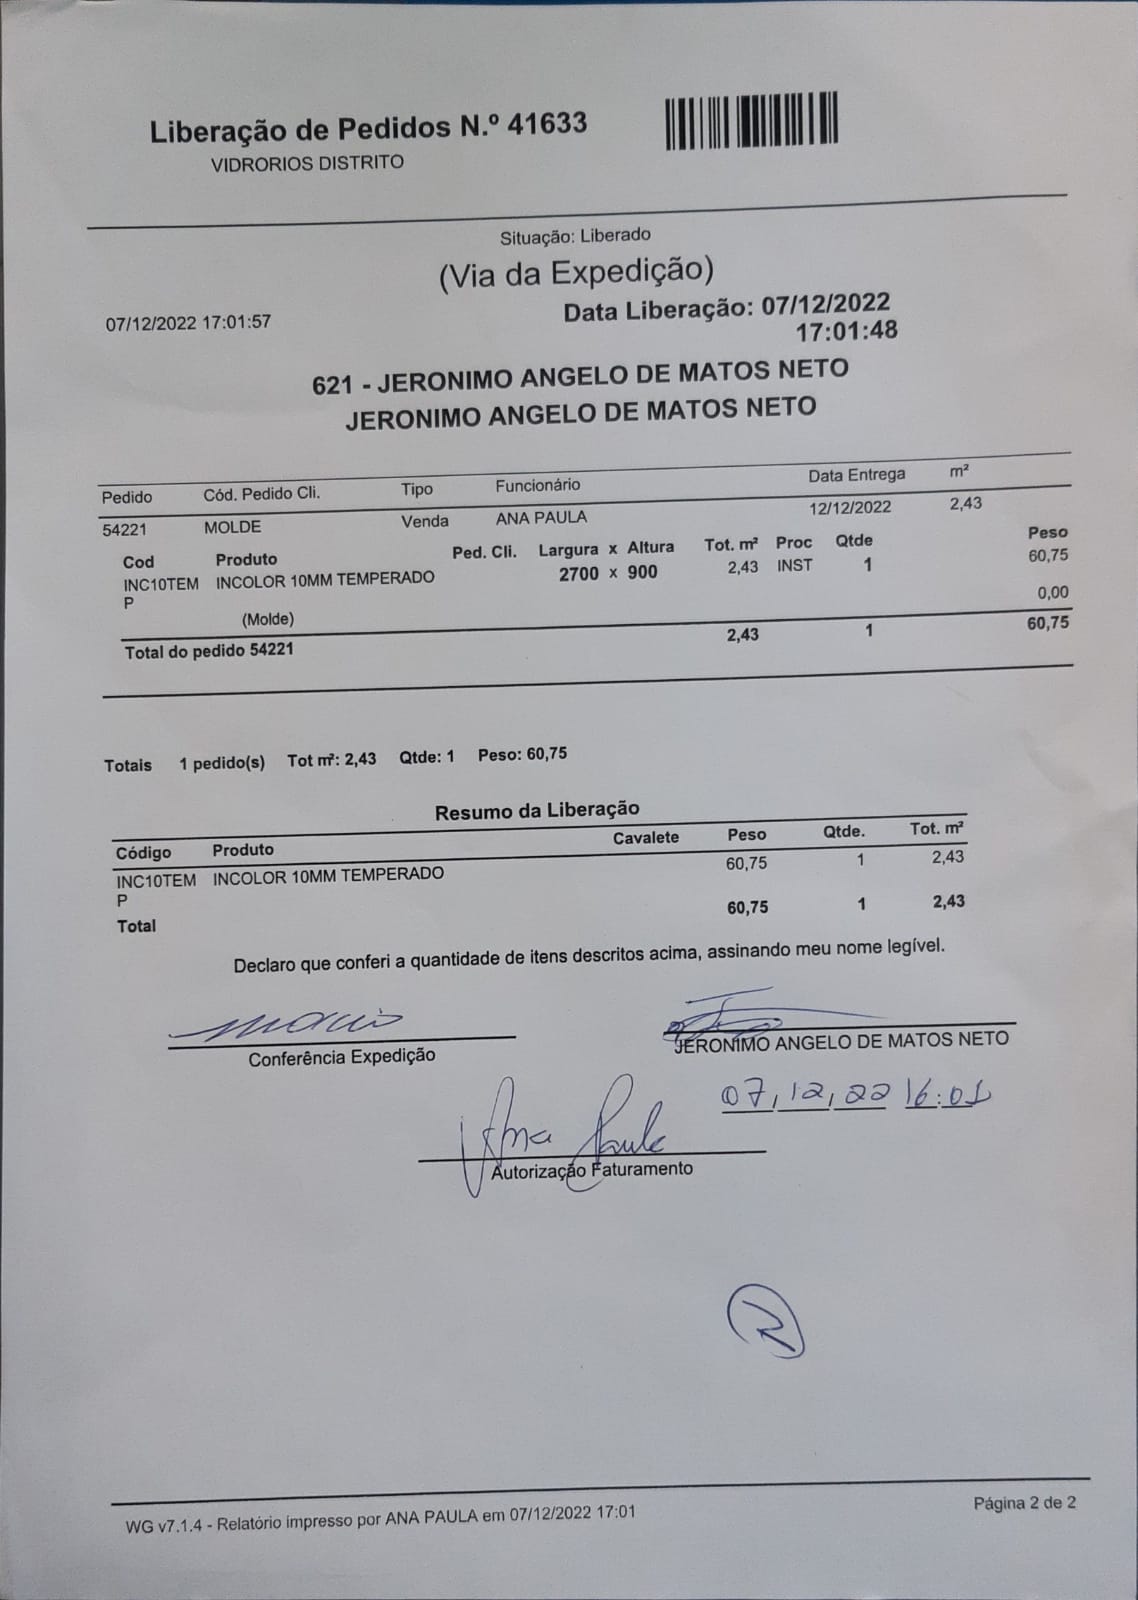 Liberação de Pedidos N.º 41633
VIDRORIOS DISTRITO
Situação: Liberado
(Via da Expedição)
07/12/2022 17:01:57
Data Liberação: 07/12/2022
17:01:48
621 - JERONIMO ANGELO DE MATOS NETO
JERONIMO ANGELO DE MATOS NETO
Pedido Cód. Pedido Cli. Tipo Funcionário Data Entrega m²
54221 MOLDE Venda ANA PAULA 12/12/2022 2,43
Cod Produto Ped. Cli. Largura x Altura Tot. m² Proc Qtde Peso
INC10TEM INCOLOR 10MM TEMPERADO 2700 x 900 2,43 INST 1 60,75
P
(Molde) 0,00
Total do pedido 54221 2,43 1 60,75
Totais 1 pedido(s) Tot m²: 2,43 Qtde: 1 Peso: 60,75
Resumo da Liberação
Código Produto Cavalete Peso Qtde. Tot. m²
INC10TEM INCOLOR 10MM TEMPERADO 60,75 1 2,43
P
Total 60,75 1 2,43
Declaro que conferi a quantidade de itens descritos acima, assinando meu nome legível.
Conferência Expedição
JERONIMO ANGELO DE MATOS NETO
07,12,22 16:01
Ana Paula
Autorização Faturamento
R
WG v7.1.4 - Relatório impresso por ANA PAULA em 07/12/2022 17:01
Página 2 de 2